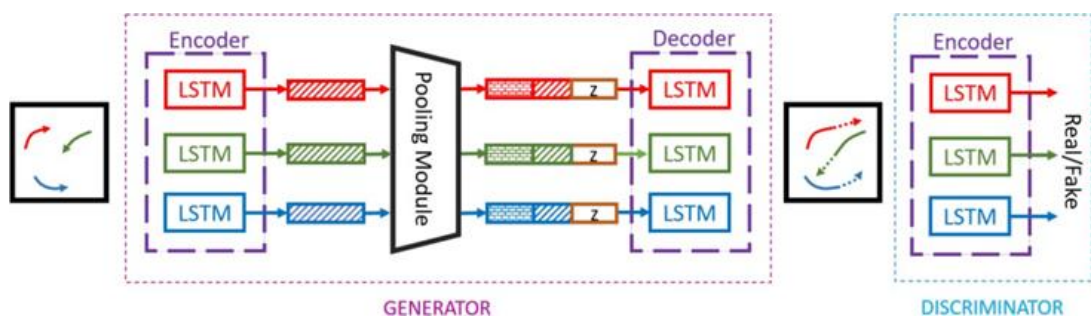 Encoder
LSTM
LSTM
LSTM
Pooling Module
z
z
z
Decoder
LSTM
LSTM
LSTM
GENERATOR
Encoder
LSTM
LSTM
LSTM
Real/Fake
DISCRIMINATOR